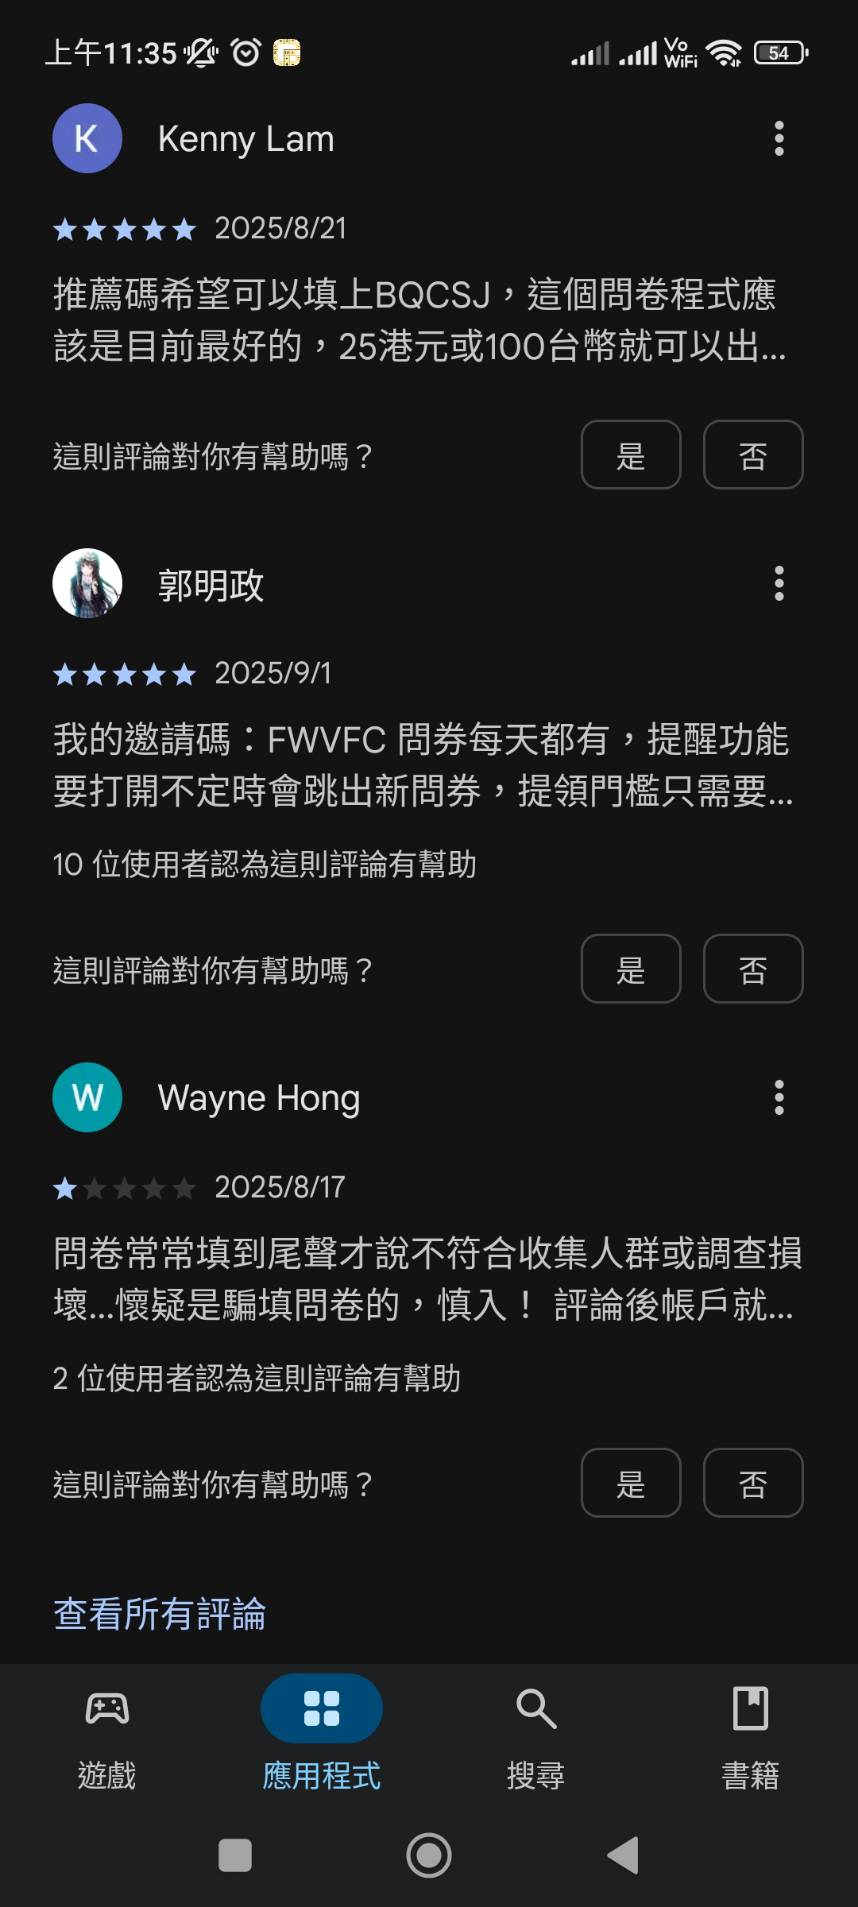 上午11:35
Vo
WiFi
54
K
Kenny Lam
2025/8/21
推薦碼希望可以填上BQCSJ，這個問卷程式應
該是目前最好的，25港元或100台幣就可以出...
這則評論對你有幫助嗎？
是
否
郭明政
2025/9/1
我的邀請碼：FWVFC 問券每天都有，提醒功能
要打開不定時會跳出新問券，提領門檻只需要...
10 位使用者認為這則評論有幫助
這則評論對你有幫助嗎？
是
否
W
Wayne Hong
2025/8/17
問卷常常填到尾聲才說不符合收集人群或調查損
壞...懷疑是騙填問卷的，慎入！ 評論後帳戶就...
2 位使用者認為這則評論有幫助
這則評論對你有幫助嗎？
是
否
查看所有評論
遊戲
應用程式
搜尋
書籍